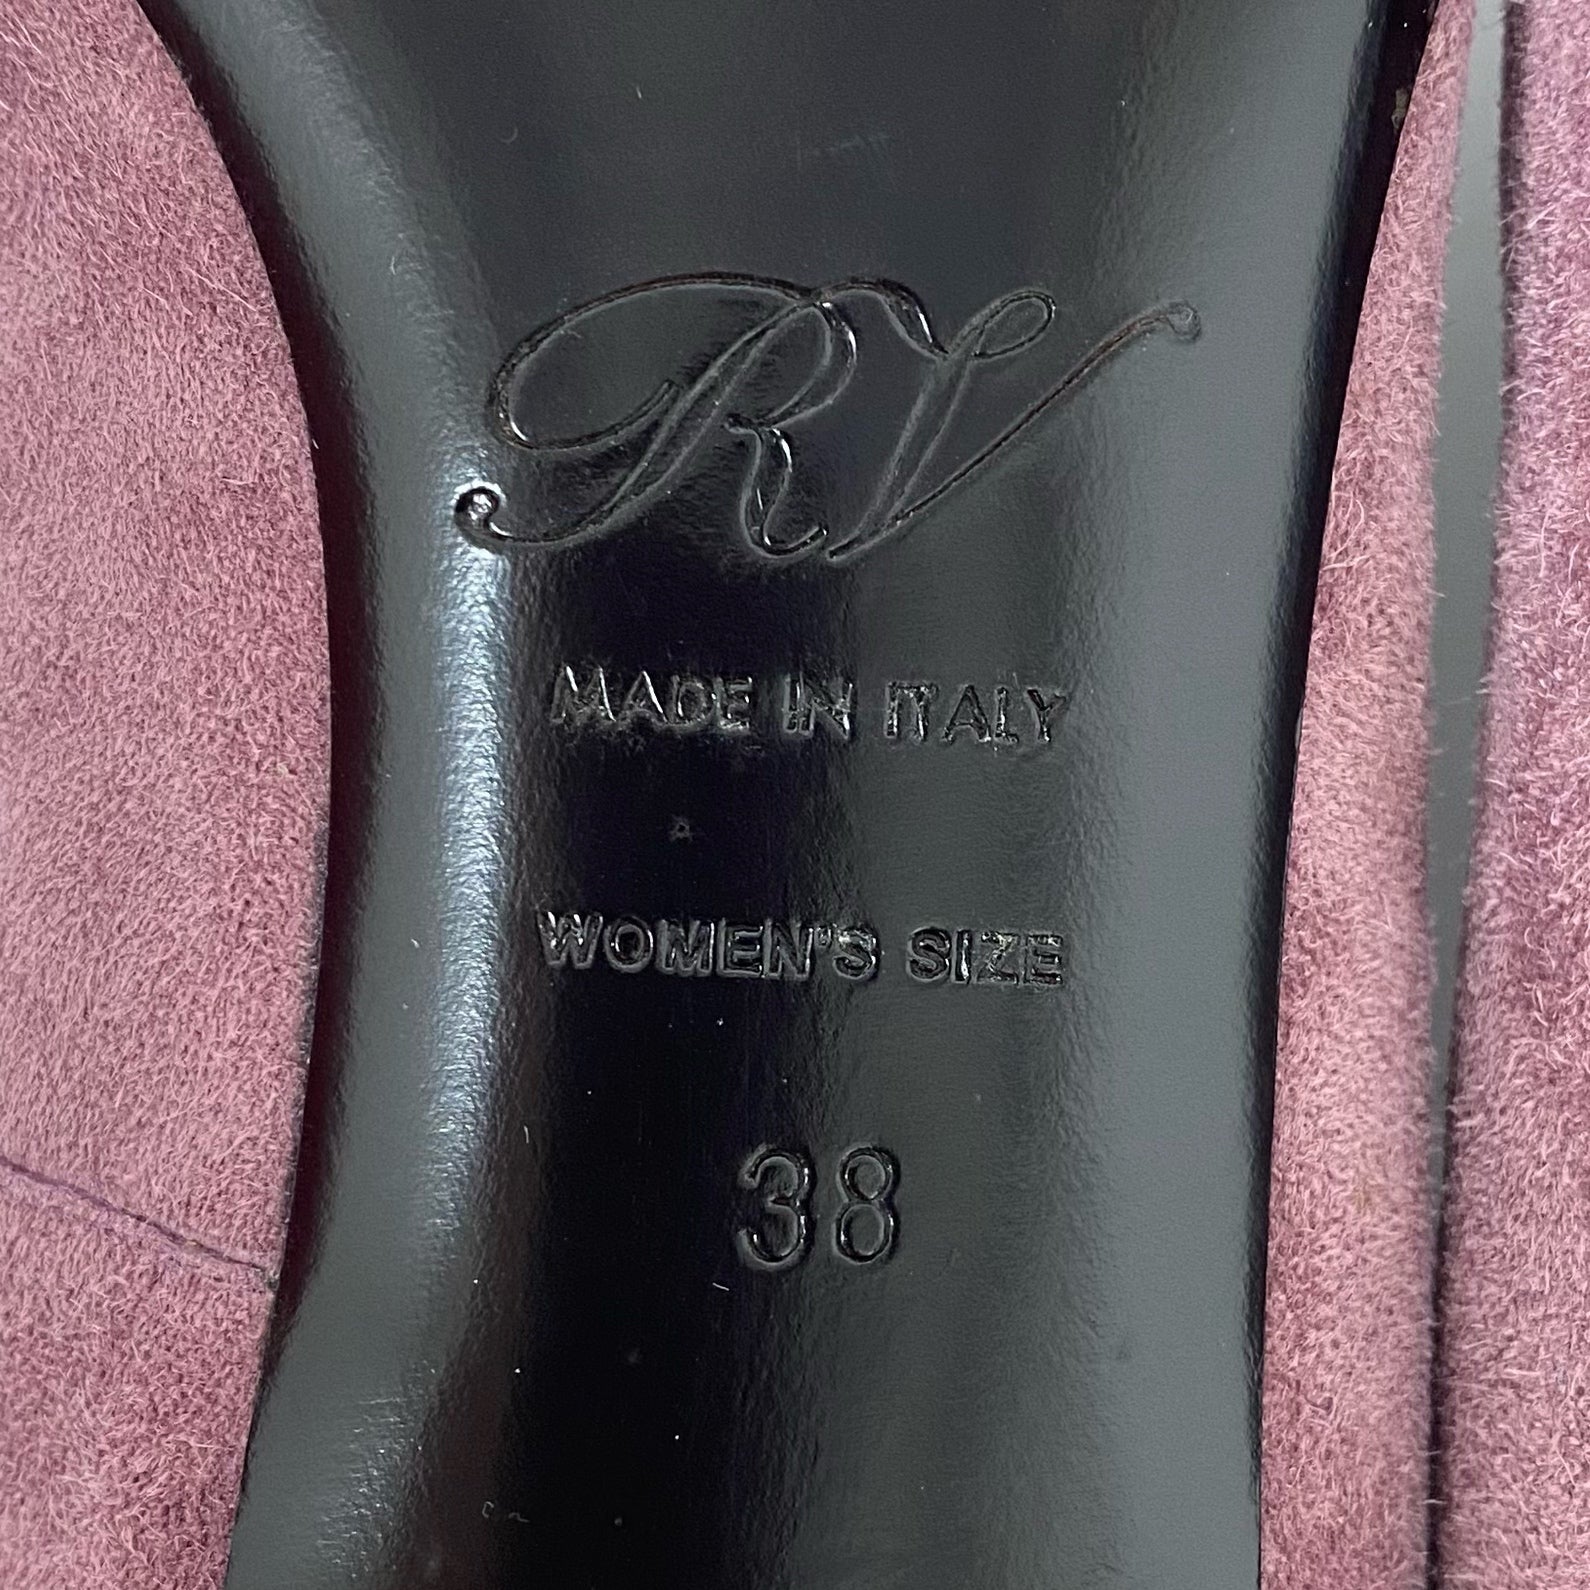 RV
MADE IN ITALY
WOMEN'S SIZE
38